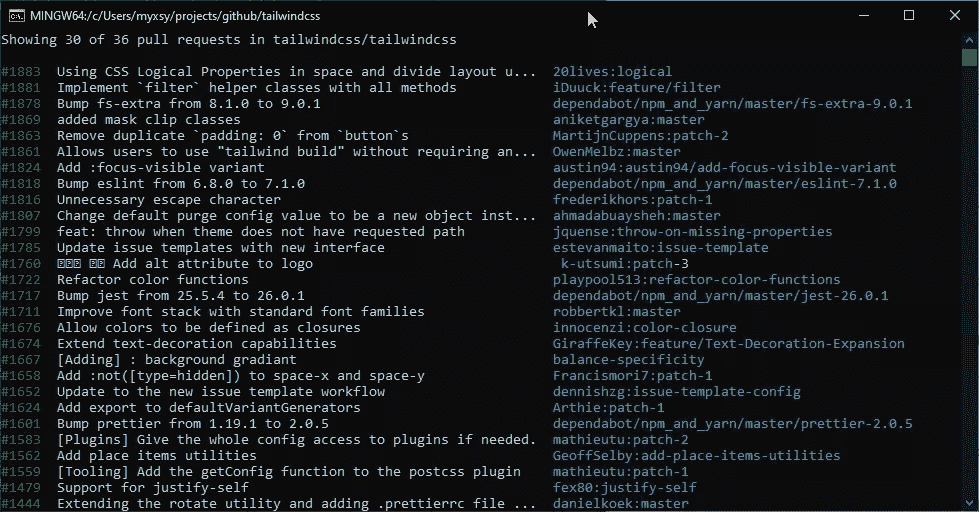 MINGW64:/c/Users/myxsy/projects/github/tailwindcss
Showing 30 of 36 pull requests in tailwindcss/tailwindcss
#1883 Using CSS Logical Properties in space and divide layout u... 20lives:logical
#1881 Implement `filter` helper classes with all methods iDuuck:feature/filter
#1878 Bump fs-extra from 8.1.0 to 9.0.1 dependabot/npm_and_yarn/master/fs-extra-9.0.1
#1869 added mask clip classes aniketgargya:master
#1863 Remove duplicate `padding: 0` from `button`s MartijnCuppens:patch-2
#1861 Allows users to use "tailwind build" without requiring an... OwenMelbz:master
#1824 Add :focus-visible variant austin94:austin94/add-focus-visible-variant
#1818 Bump eslint from 6.8.0 to 7.1.0 dependabot/npm_and_yarn/master/eslint-7.1.0
#1816 Unnecessary escape character frederikhors:patch-1
#1807 Change default purge config value to be a new object inst... ahmadabuaysheh:master
#1799 feat: throw when theme does not have requested path jquense:throw-on-missing-properties
#1785 Update issue templates with new interface estevanmaito:issue-template
#1760 Add alt attribute to logo k-utsumi:patch-3
#1722 Refactor color functions playpool513:refactor-color-functions
#1717 Bump jest from 25.5.4 to 26.0.1 dependabot/npm_and_yarn/master/jest-26.0.1
#1711 Improve font stack with standard font families robbertkl:master
#1676 Allow colors to be defined as closures innocenzi:color-closure
#1674 Extend text-decoration capabilities GiraffeKey:feature/Text-Decoration-Expansion
#1667 [Adding] : background gradiant balance-specificity
#1658 Add :not([type=hidden]) to space-x and space-y Francismori7:patch-1
#1652 Update to the new issue template workflow dennishzg:issue-template-config
#1624 Add export to defaultVariantGenerators Arthie:patch-1
#1601 Bump prettier from 1.19.1 to 2.0.5 dependabot/npm_and_yarn/master/prettier-2.0.5
#1583 [Plugins] Give the whole config access to plugins if needed. mathieutu:patch-2
#1562 Add place items utilities GeoffSelby:add-place-items-utilities
#1559 [Tooling] Add the getConfig function to the postcss plugin mathieutu:patch-1
#1479 Support for justify-self fex80:justify-self
#1444 Extending the rotate utility and adding .prettierrc file ... danielkoek:master